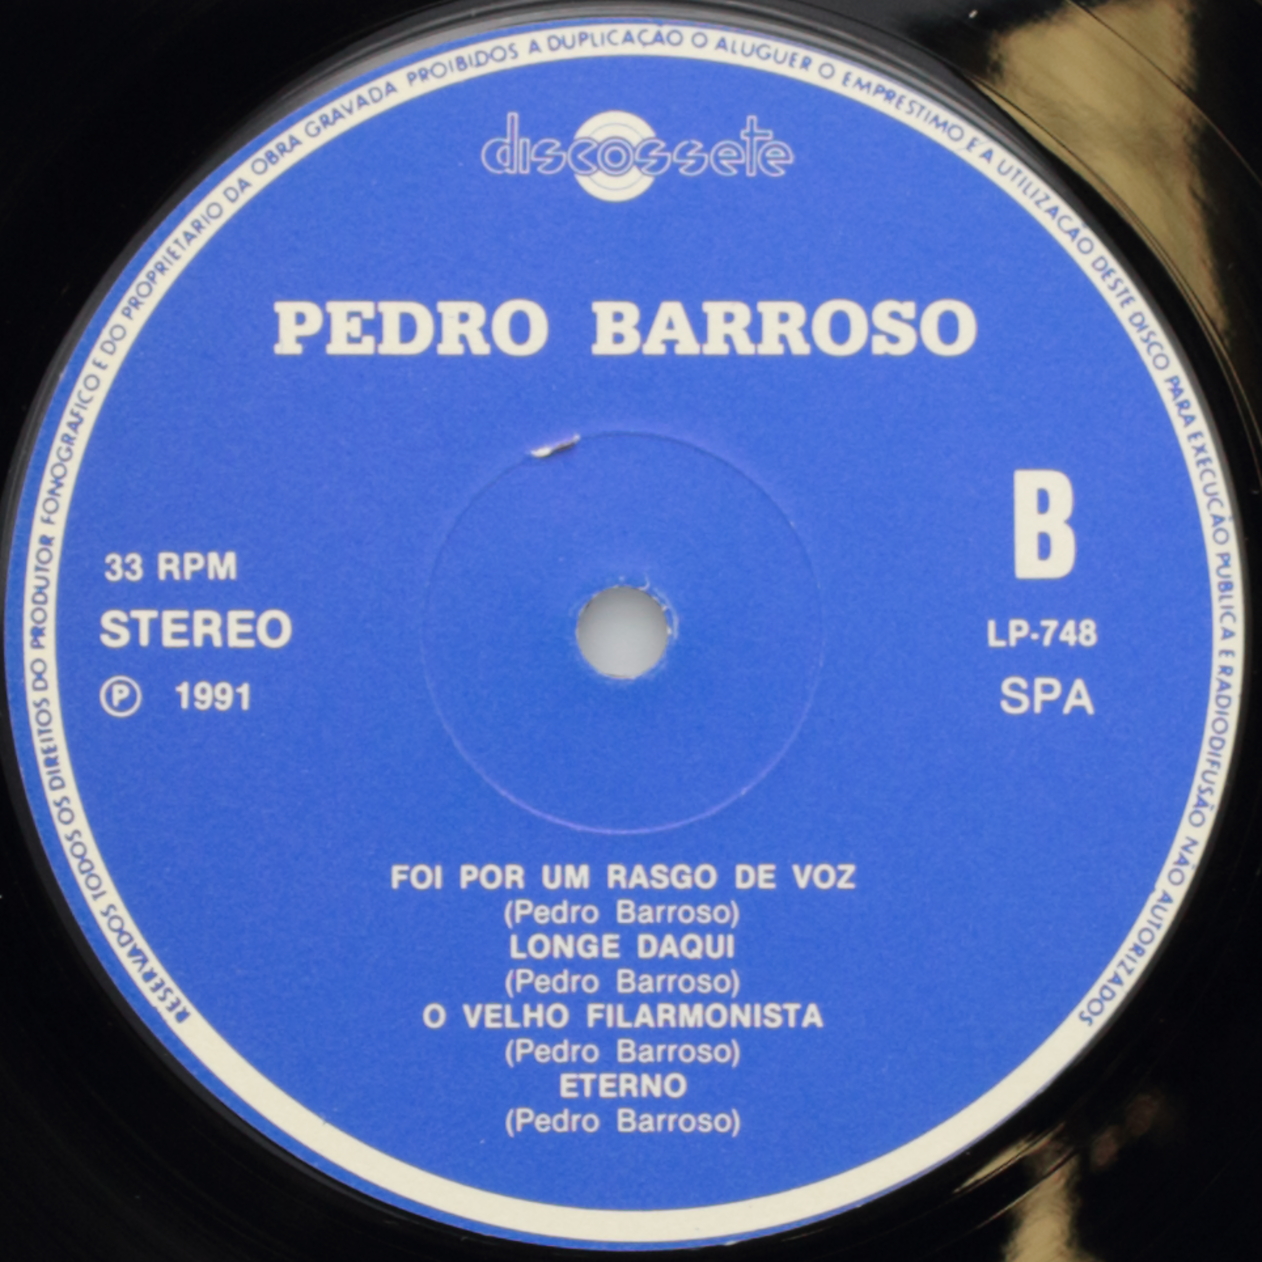 RESERVADOS TODOS OS DIREITOS DO PRODUTOR FONOGRAFICO E DO PROPRIETARIO DA OBRA GRAVADA PROIBIDOS A DUPLICAÇÃO O ALUGUER O EMPRESTIMO E A UTILIZACAO DESTE DISCO PARA EXECUCÃO PUBLICA E RADIODIFUSÃO NÃO AUTORIZADOS
discossete
PEDRO BARROSO
33 RPM
STEREO
℗ 1991
B
LP-748
SPA
FOI POR UM RASGO DE VOZ
(Pedro Barroso)
LONGE DAQUI
(Pedro Barroso)
O VELHO FILARMONISTA
(Pedro Barroso)
ETERNO
(Pedro Barroso)